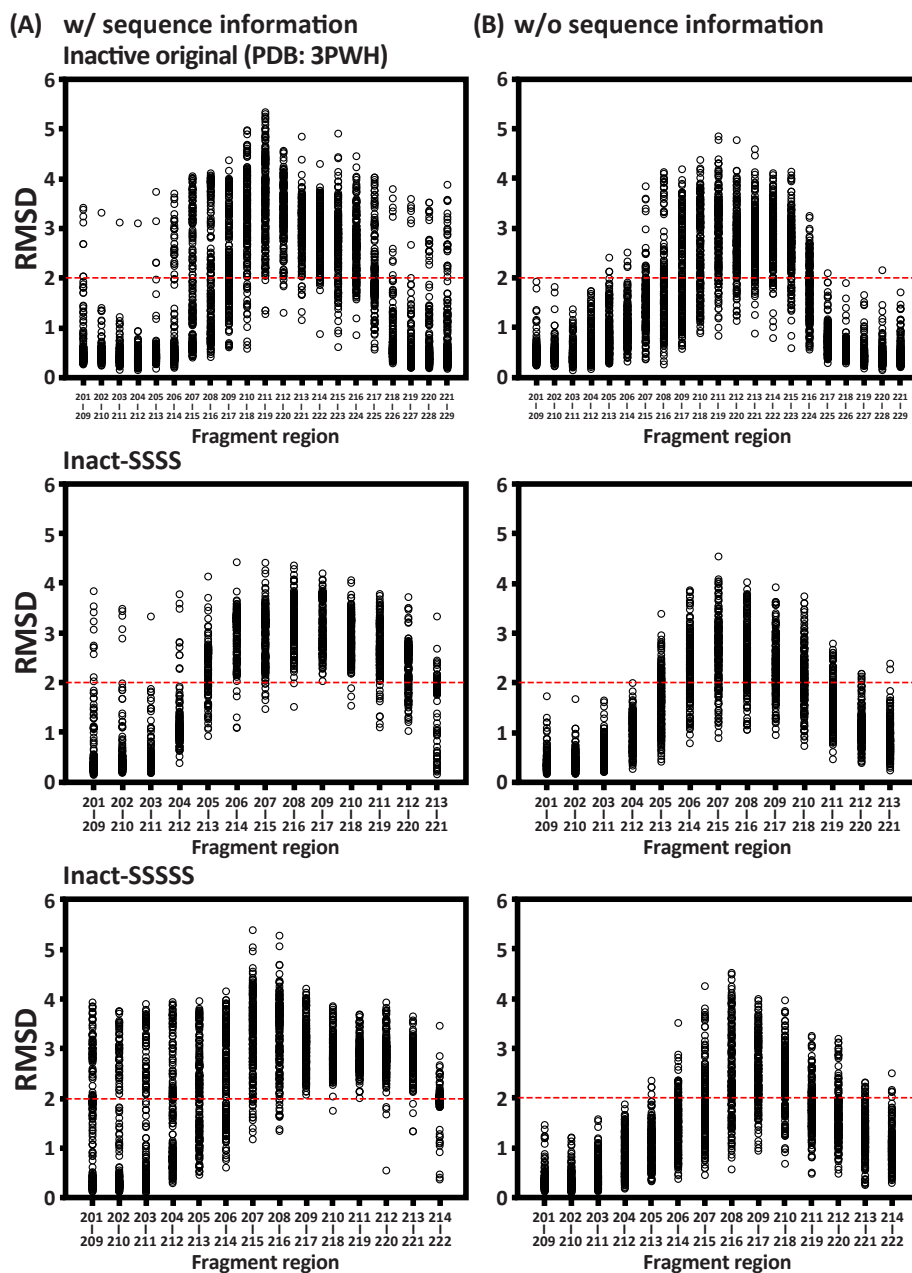 (A) w/ sequence information
Inactive original (PDB: 3PWH)
6
5
4
3
2
1
0
RMSD
201 202 203 204 205 206 207 208 209 210 211 212 213 214 215 216 217 218 219 220 221
209 210 211 212 213 214 215 216 217 218 219 220 221 222 223 224 225 226 227 228 229
Fragment region
(B) w/o sequence information
6
5
4
3
2
1
0
201 202 203 204 205 206 207 208 209 210 211 212 213 214 215 216 217 218 219 220 221
209 210 211 212 213 214 215 216 217 218 219 220 221 222 223 224 225 226 227 228 229
Fragment region
Inact-SSSS
6
5
4
3
2
1
0
RMSD
201 202 203 204 205 206 207 208 209 210 211 212 213
209 210 211 212 213 214 215 216 217 218 219 220 221
Fragment region
6
5
4
3
2
1
0
201 202 203 204 205 206 207 208 209 210 211 212 213
209 210 211 212 213 214 215 216 217 218 219 220 221
Fragment region
Inact-SSSSS
6
5
4
3
2
1
0
RMSD
201 202 203 204 205 206 207 208 209 210 211 212 213 214
209 210 211 212 213 214 215 216 217 218 219 220 221 222
Fragment region
6
5
4
3
2
1
0
201 202 203 204 205 206 207 208 209 210 211 212 213 214
209 210 211 212 213 214 215 216 217 218 219 220 221 222
Fragment region